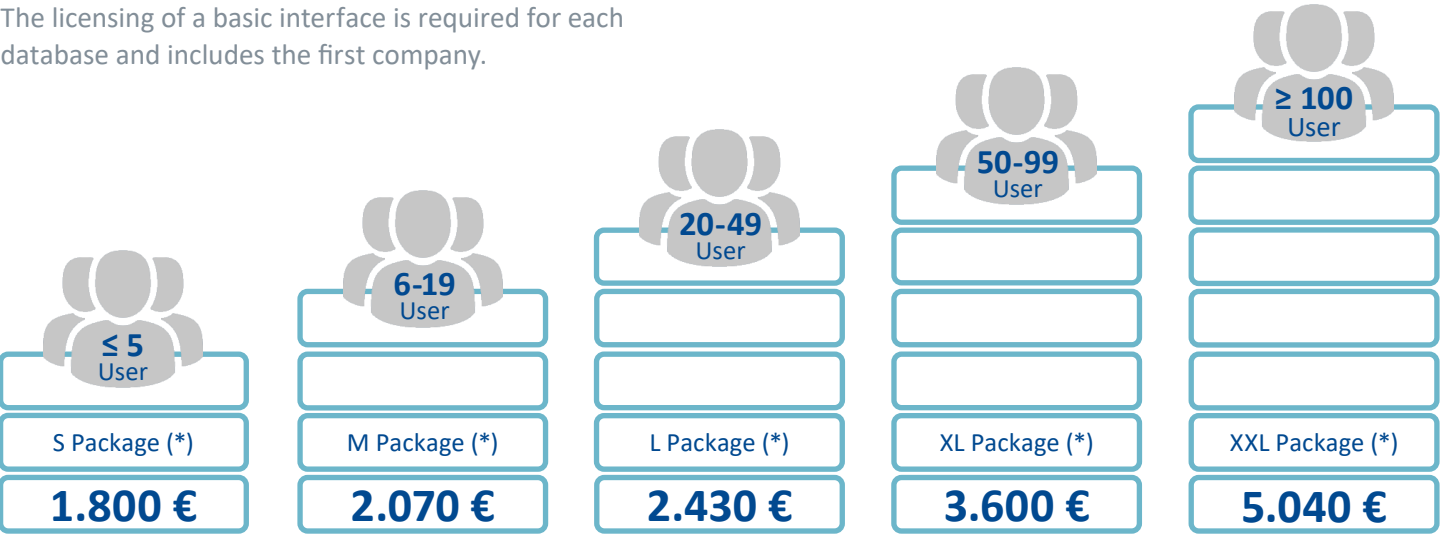 The licensing of a basic interface is required for each
database and includes the first company.
≤ 5
User
6-19
User
20-49
User
50-99
User
≥ 100
User
S Package (*)
M Package (*)
L Package (*)
XL Package (*)
XXL Package (*)
1.800 €
2.070 €
2.430 €
3.600 €
5.040 €